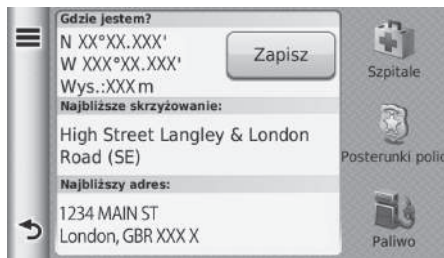 Gdzie jestem?
N XX°XX.XXX'
W XXX°XX.XXX'
Wys.:XXX m
Zapisz
Najbliższe skrzyżowanie:
High Street Langley & London
Road (SE)
Najbliższy adres:
1234 MAIN ST
London, GBR XXX X
Szpitale
Posterunki polic
Paliwo